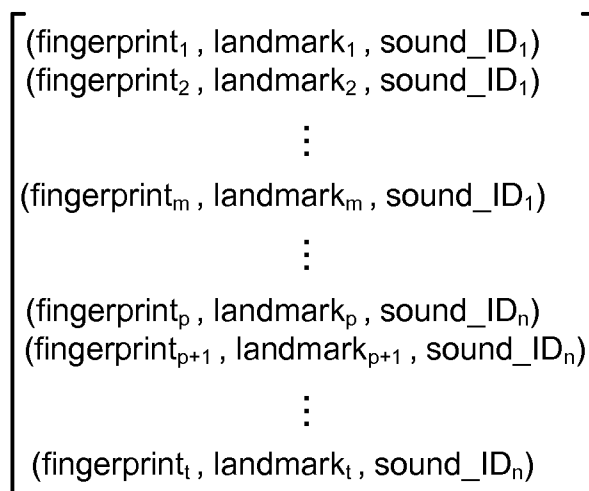 (fingerprint₁ , landmark₁ , sound_ID₁)
(fingerprint₂ , landmark₂ , sound_ID₁)
⋮
(fingerprintₘ , landmarkₘ , sound_ID₁)
⋮
(fingerprintₚ , landmarkₚ , sound_IDₙ)
(fingerprintₚ₊₁ , landmarkₚ₊₁ , sound_IDₙ)
⋮
(fingerprintₜ , landmarkₜ , sound_IDₙ)